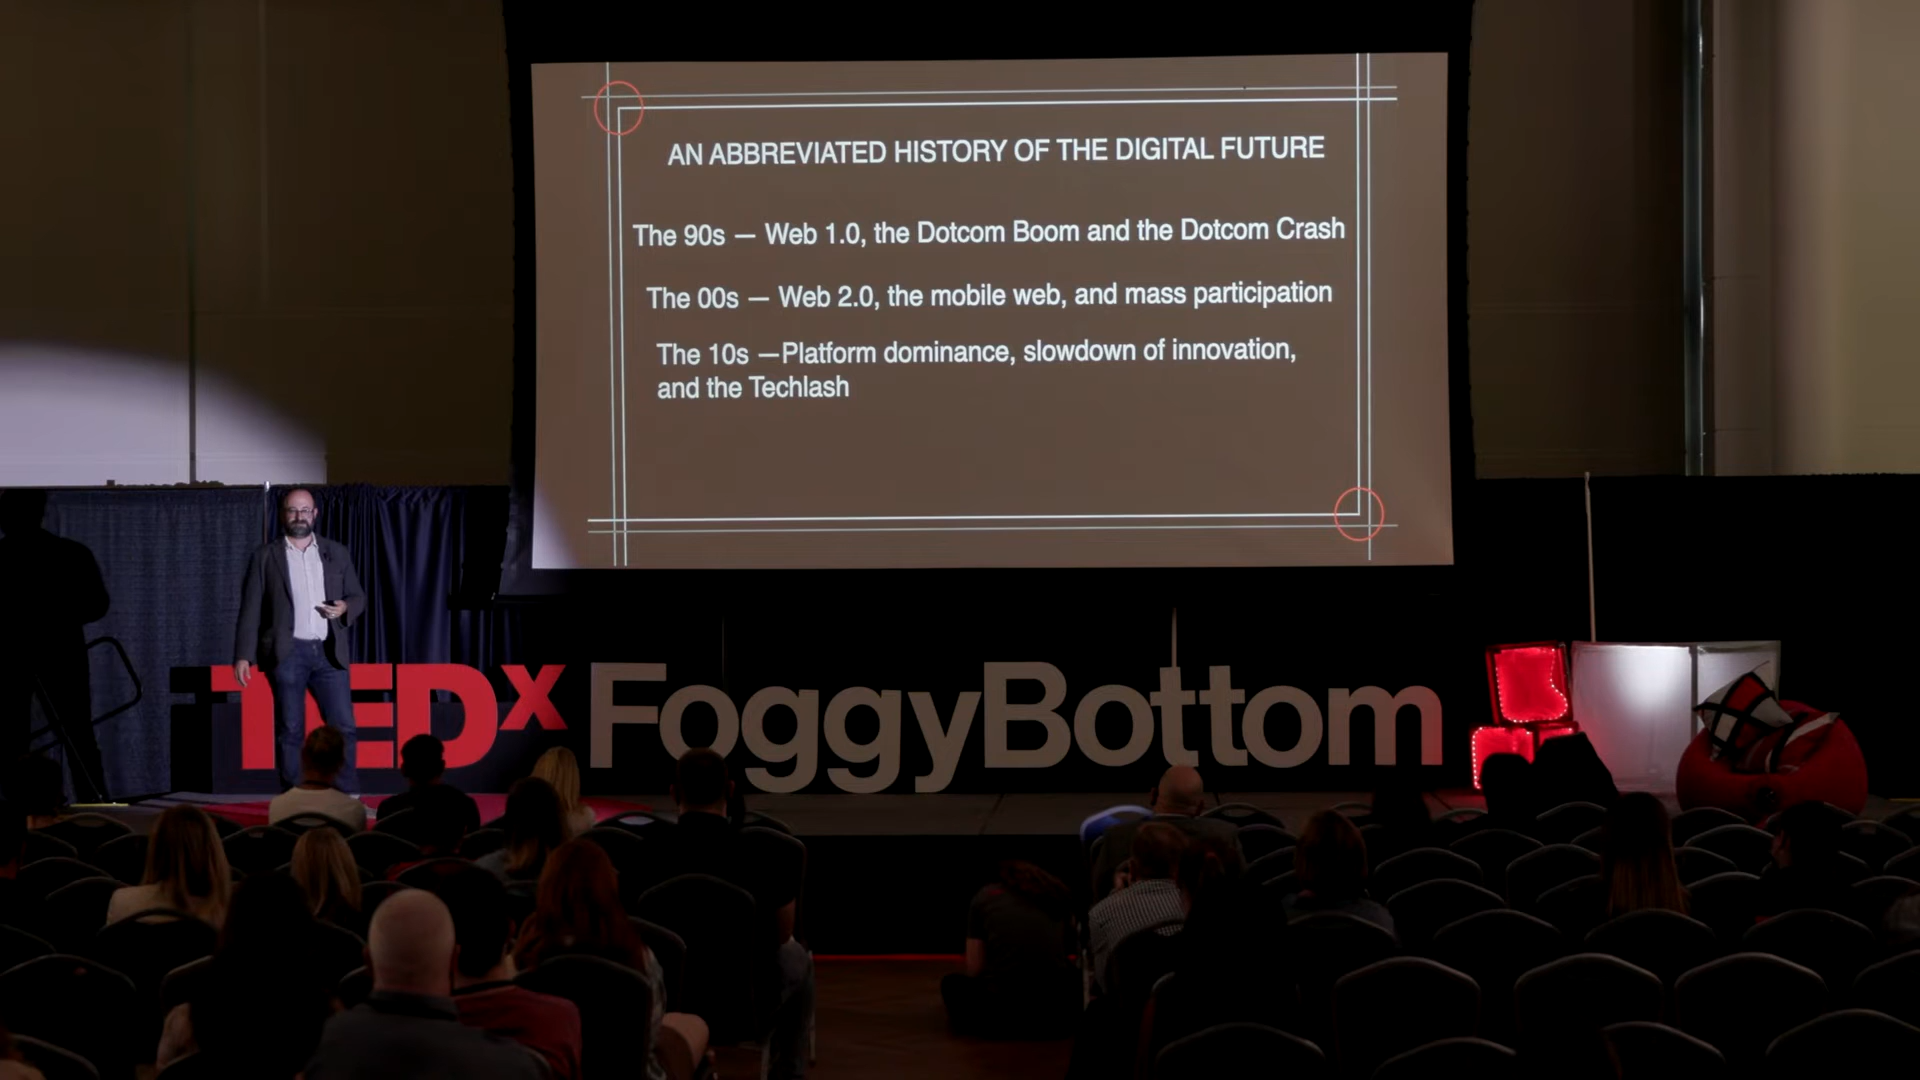 AN ABBREVIATED HISTORY OF THE DIGITAL FUTURE
The 90s — Web 1.0, the Dotcom Boom and the Dotcom Crash
The 00s — Web 2.0, the mobile web, and mass participation
The 10s —Platform dominance, slowdown of innovation,
and the Techlash
TEDx FoggyBottom